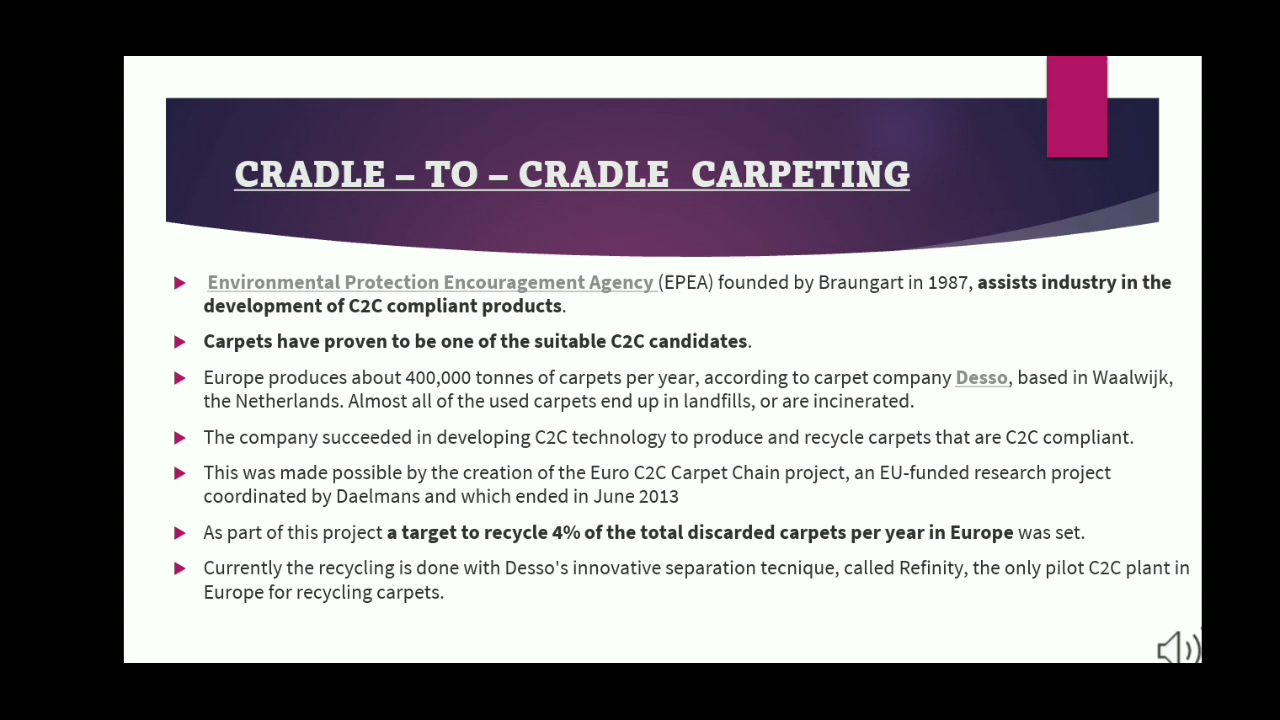 CRADLE – TO – CRADLE CARPETING
Environmental Protection Encouragement Agency (EPEA) founded by Braungart in 1987, assists industry in the
development of C2C compliant products.
Carpets have proven to be one of the suitable C2C candidates.
Europe produces about 400,000 tonnes of carpets per year, according to carpet company Desso, based in Waalwijk,
the Netherlands. Almost all of the used carpets end up in landfills, or are incinerated.
The company succeeded in developing C2C technology to produce and recycle carpets that are C2C compliant.
This was made possible by the creation of the Euro C2C Carpet Chain project, an EU-funded research project
coordinated by Daelmans and which ended in June 2013
As part of this project a target to recycle 4% of the total discarded carpets per year in Europe was set.
Currently the recycling is done with Desso's innovative separation tecnique, called Refinity, the only pilot C2C plant in
Europe for recycling carpets.